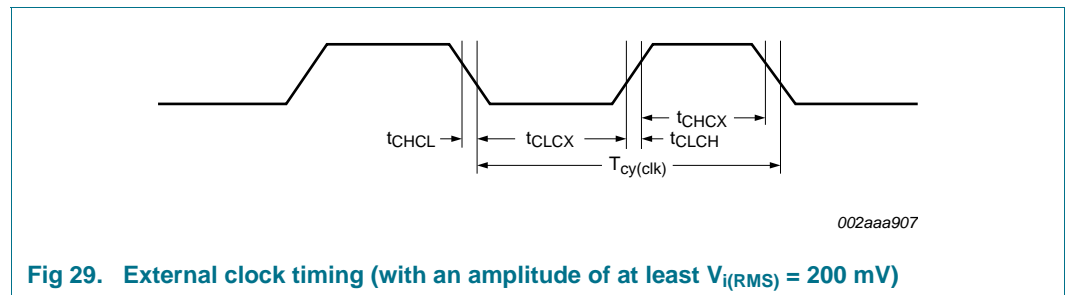 tCHCX
tCHCL tCLCX tCLCH
Tcy(clk)
002aaa907
Fig 29. External clock timing (with an amplitude of at least Vi(RMS) = 200 mV)